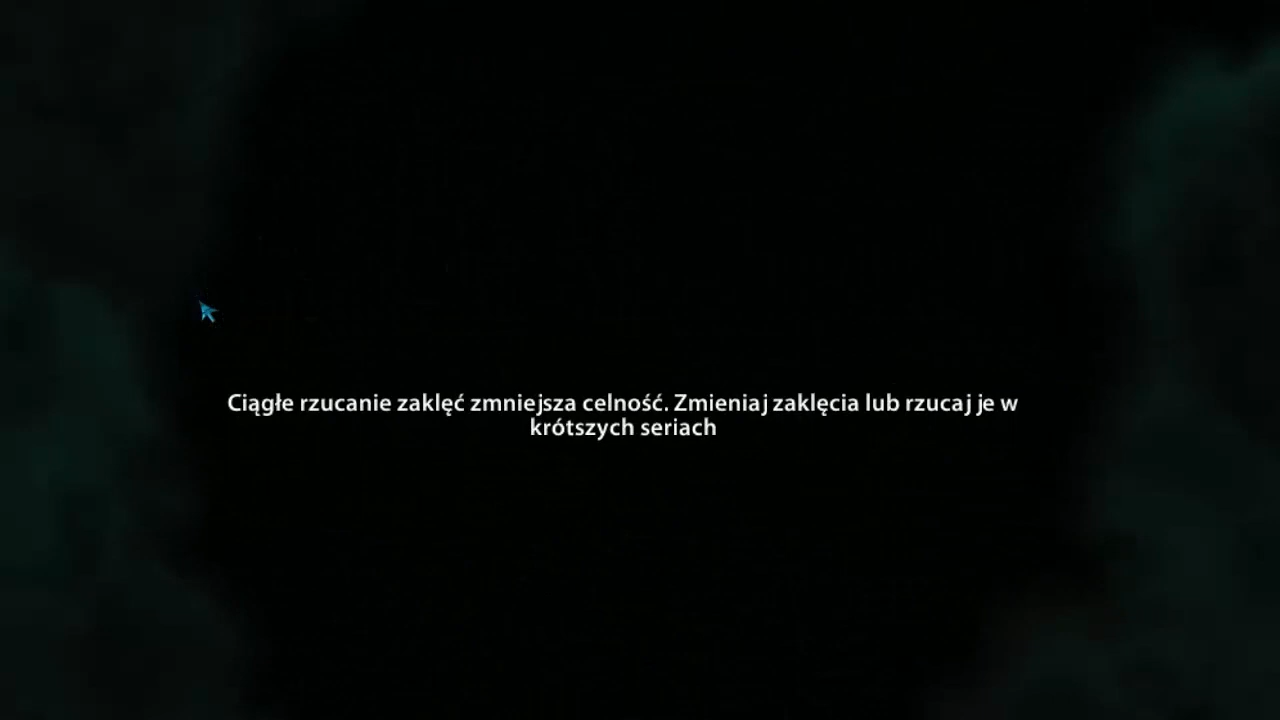 Ciągłe rzucanie zaklęć zmniejsza celność. Zmieniaj zaklęcia lub rzucaj je w
krótszych seriach